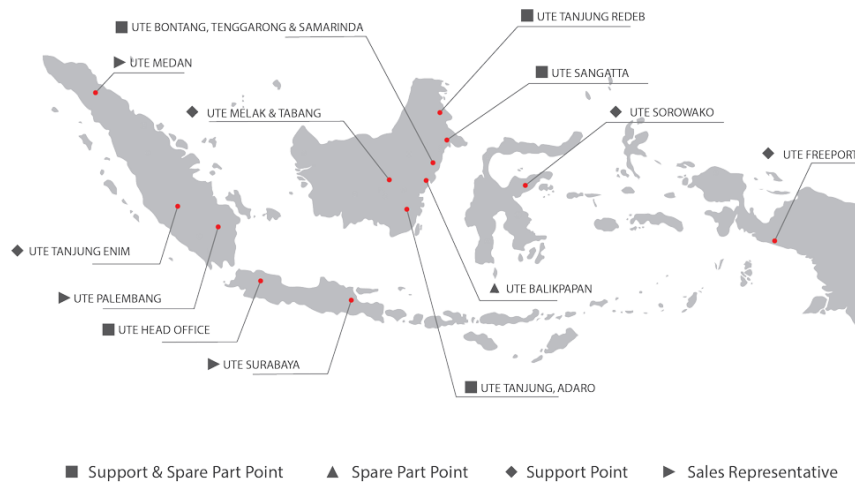 UTE TANJUNG REDEB
UTE BONTANG, TENGGARONG & SAMARINDA
UTE MEDAN
UTE SANGATTA
UTE MELAK & TABANG
UTE SOROWAKO
UTE FREEPORT
UTE TANJUNG ENIM
UTE BALIKPAPAN
UTE PALEMBANG
UTE HEAD OFFICE
UTE SURABAYA
UTE TANJUNG, ADARO
Support & Spare Part Point
Spare Part Point
Support Point
Sales Representative